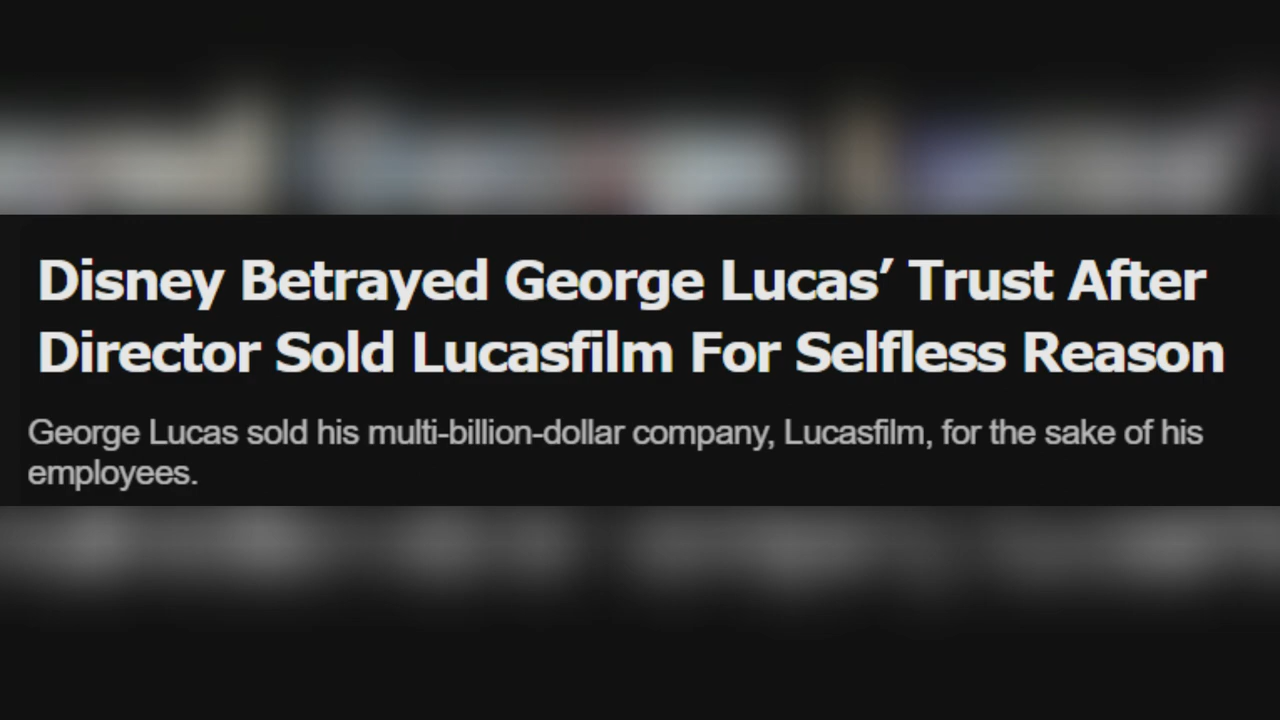 Disney Betrayed George Lucas’ Trust After
Director Sold Lucasfilm For Selfless Reason
George Lucas sold his multi-billion-dollar company, Lucasfilm, for the sake of his
employees.